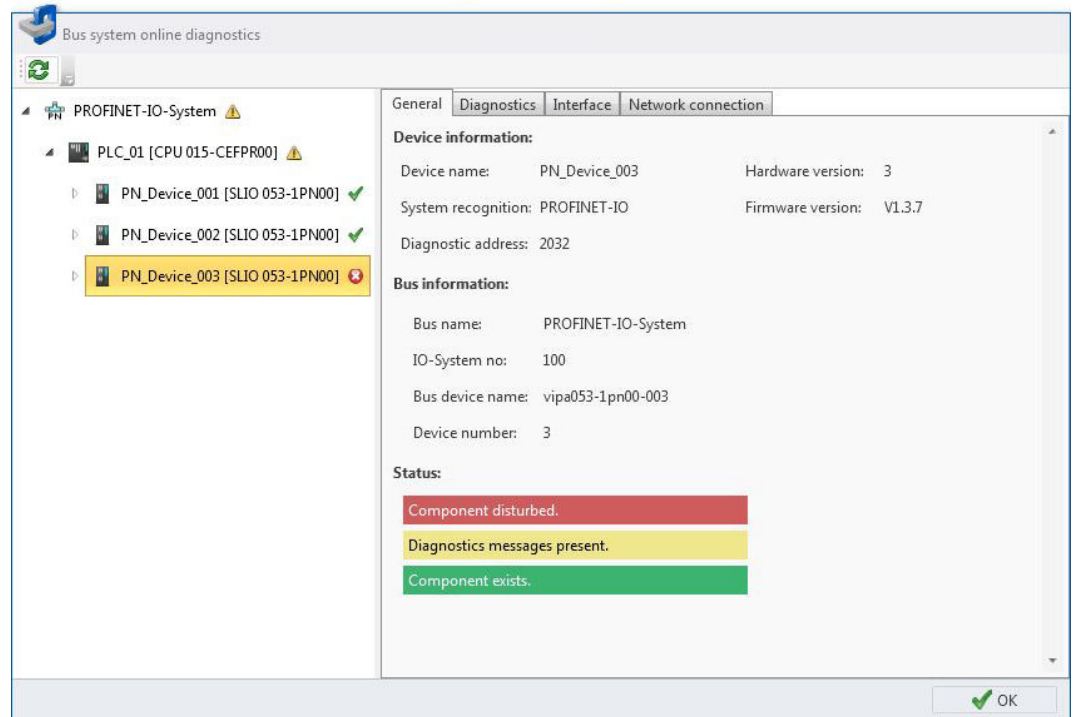 Bus system online diagnostics
PROFINET-IO-System
PLC_01 [CPU 015-CEFPR00]
PN_Device_001 [SLIO 053-1PN00]
PN_Device_002 [SLIO 053-1PN00]
PN_Device_003 [SLIO 053-1PN00]
General Diagnostics Interface Network connection
Device information:
Device name: PN_Device_003 Hardware version: 3
System recognition: PROFINET-IO Firmware version: V1.3.7
Diagnostic address: 2032
Bus information:
Bus name: PROFINET-IO-System
IO-System no: 100
Bus device name: vipa053-1pn00-003
Device number: 3
Status:
Component disturbed.
Diagnostics messages present.
Component exists.
OK